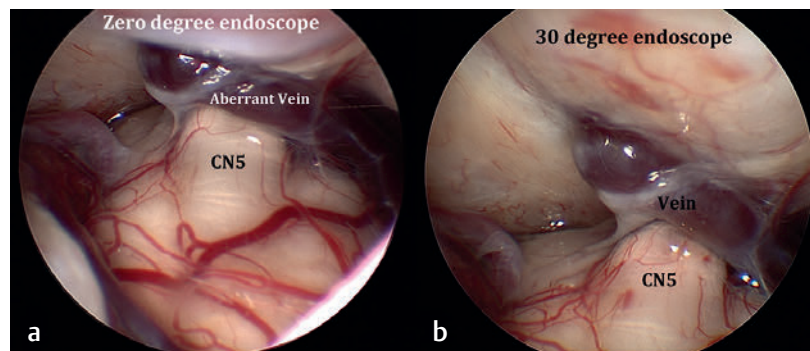 Zero degree endoscope
Aberrant Vein
CN5
a
30 degree endoscope
Vein
CN5
b